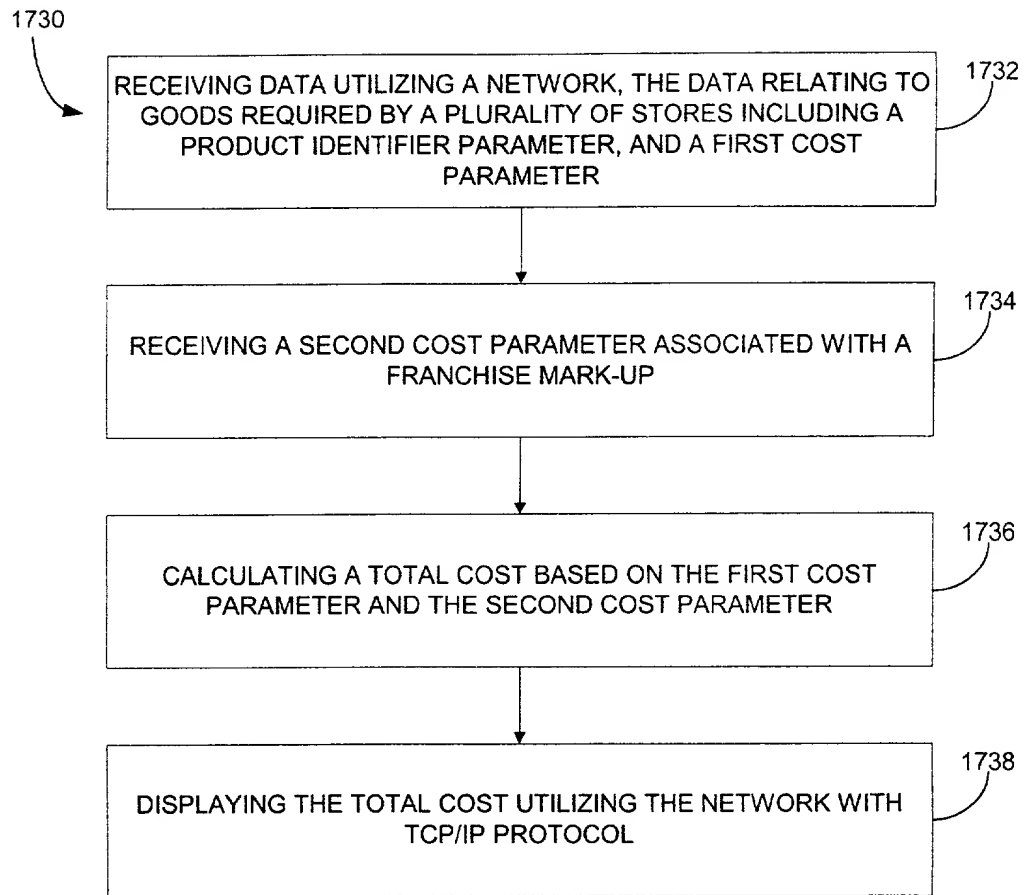 1730
RECEIVING DATA UTILIZING A NETWORK, THE DATA RELATING TO
GOODS REQUIRED BY A PLURALITY OF STORES INCLUDING A
PRODUCT IDENTIFIER PARAMETER, AND A FIRST COST
PARAMETER
1732
RECEIVING A SECOND COST PARAMETER ASSOCIATED WITH A
FRANCHISE MARK-UP
1734
CALCULATING A TOTAL COST BASED ON THE FIRST COST
PARAMETER AND THE SECOND COST PARAMETER
1736
DISPLAYING THE TOTAL COST UTILIZING THE NETWORK WITH
TCP/IP PROTOCOL
1738